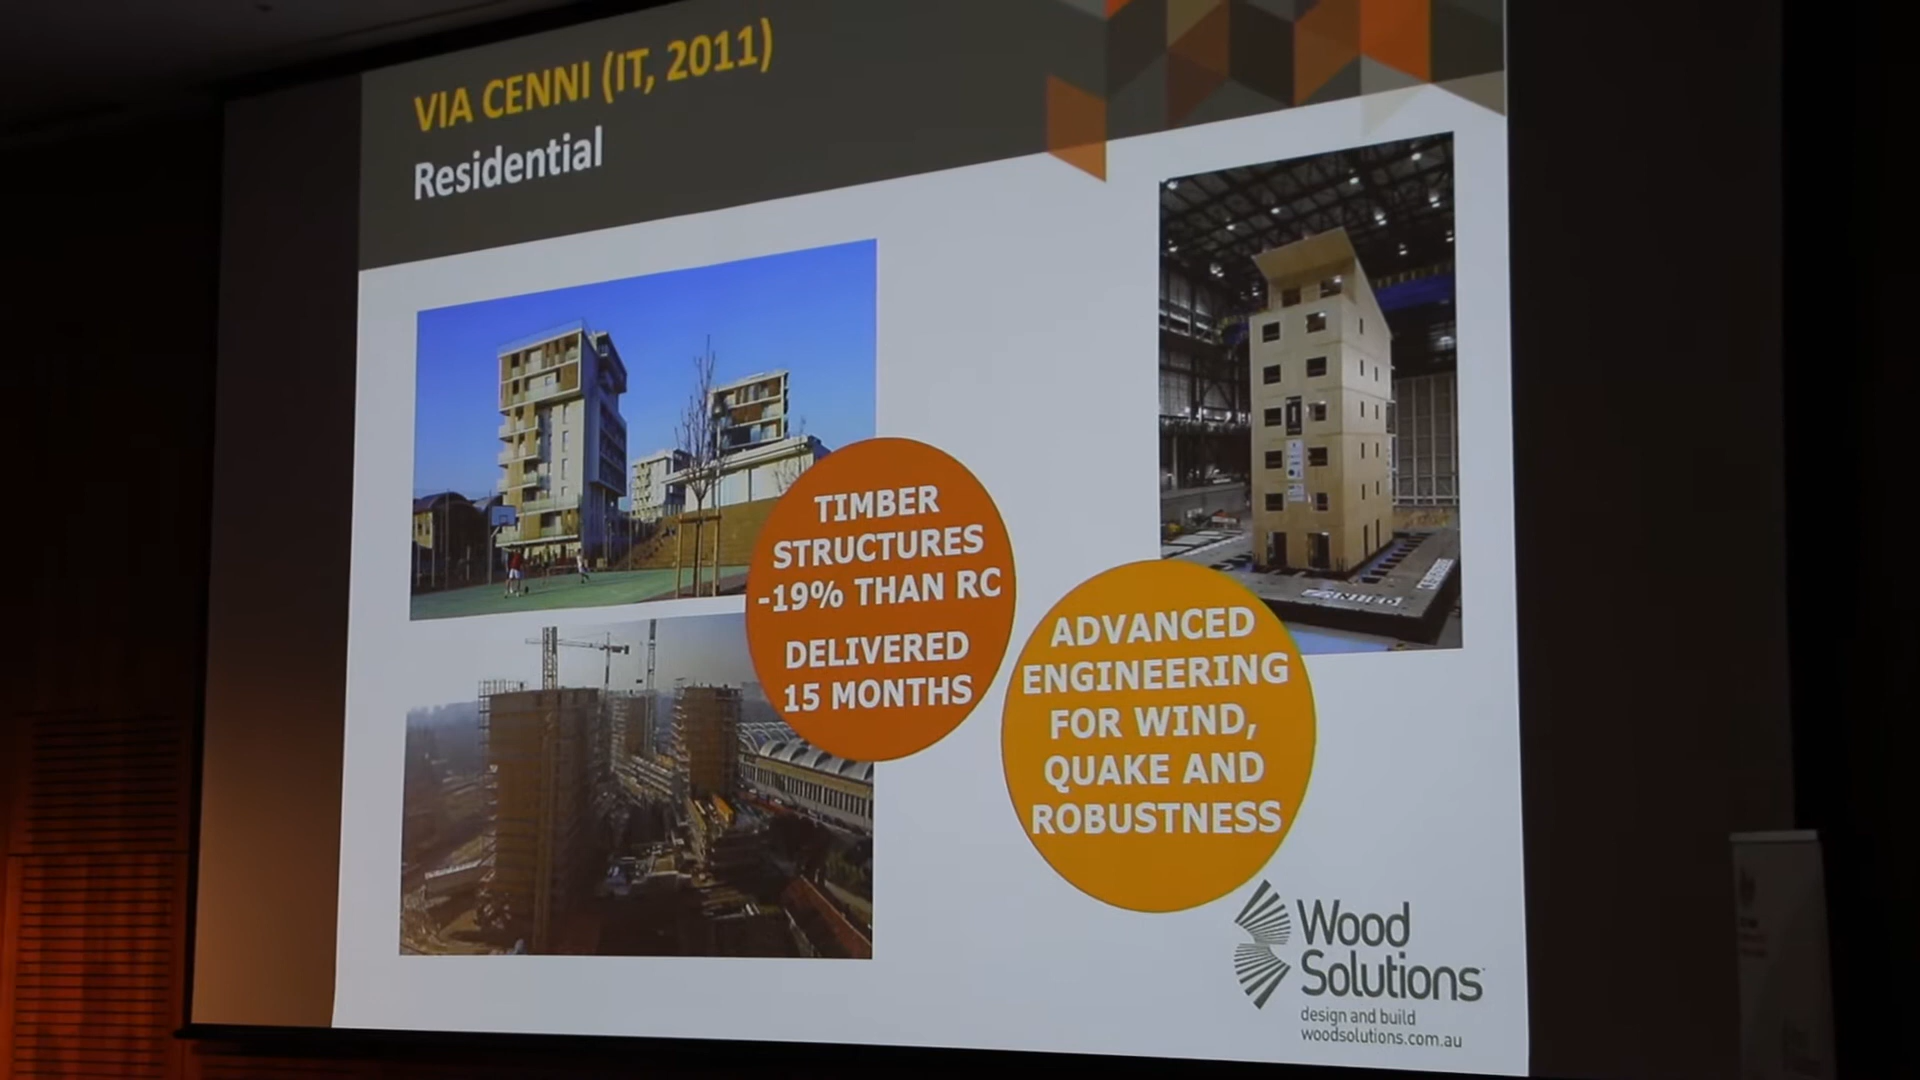 VIA CENNI (IT, 2011)
Residential
TIMBER
STRUCTURES
-19% THAN RC
DELIVERED
15 MONTHS
ADVANCED
ENGINEERING
FOR WIND,
QUAKE AND
ROBUSTNESS
Wood
Solutions
design and build
woodsolutions.com.au